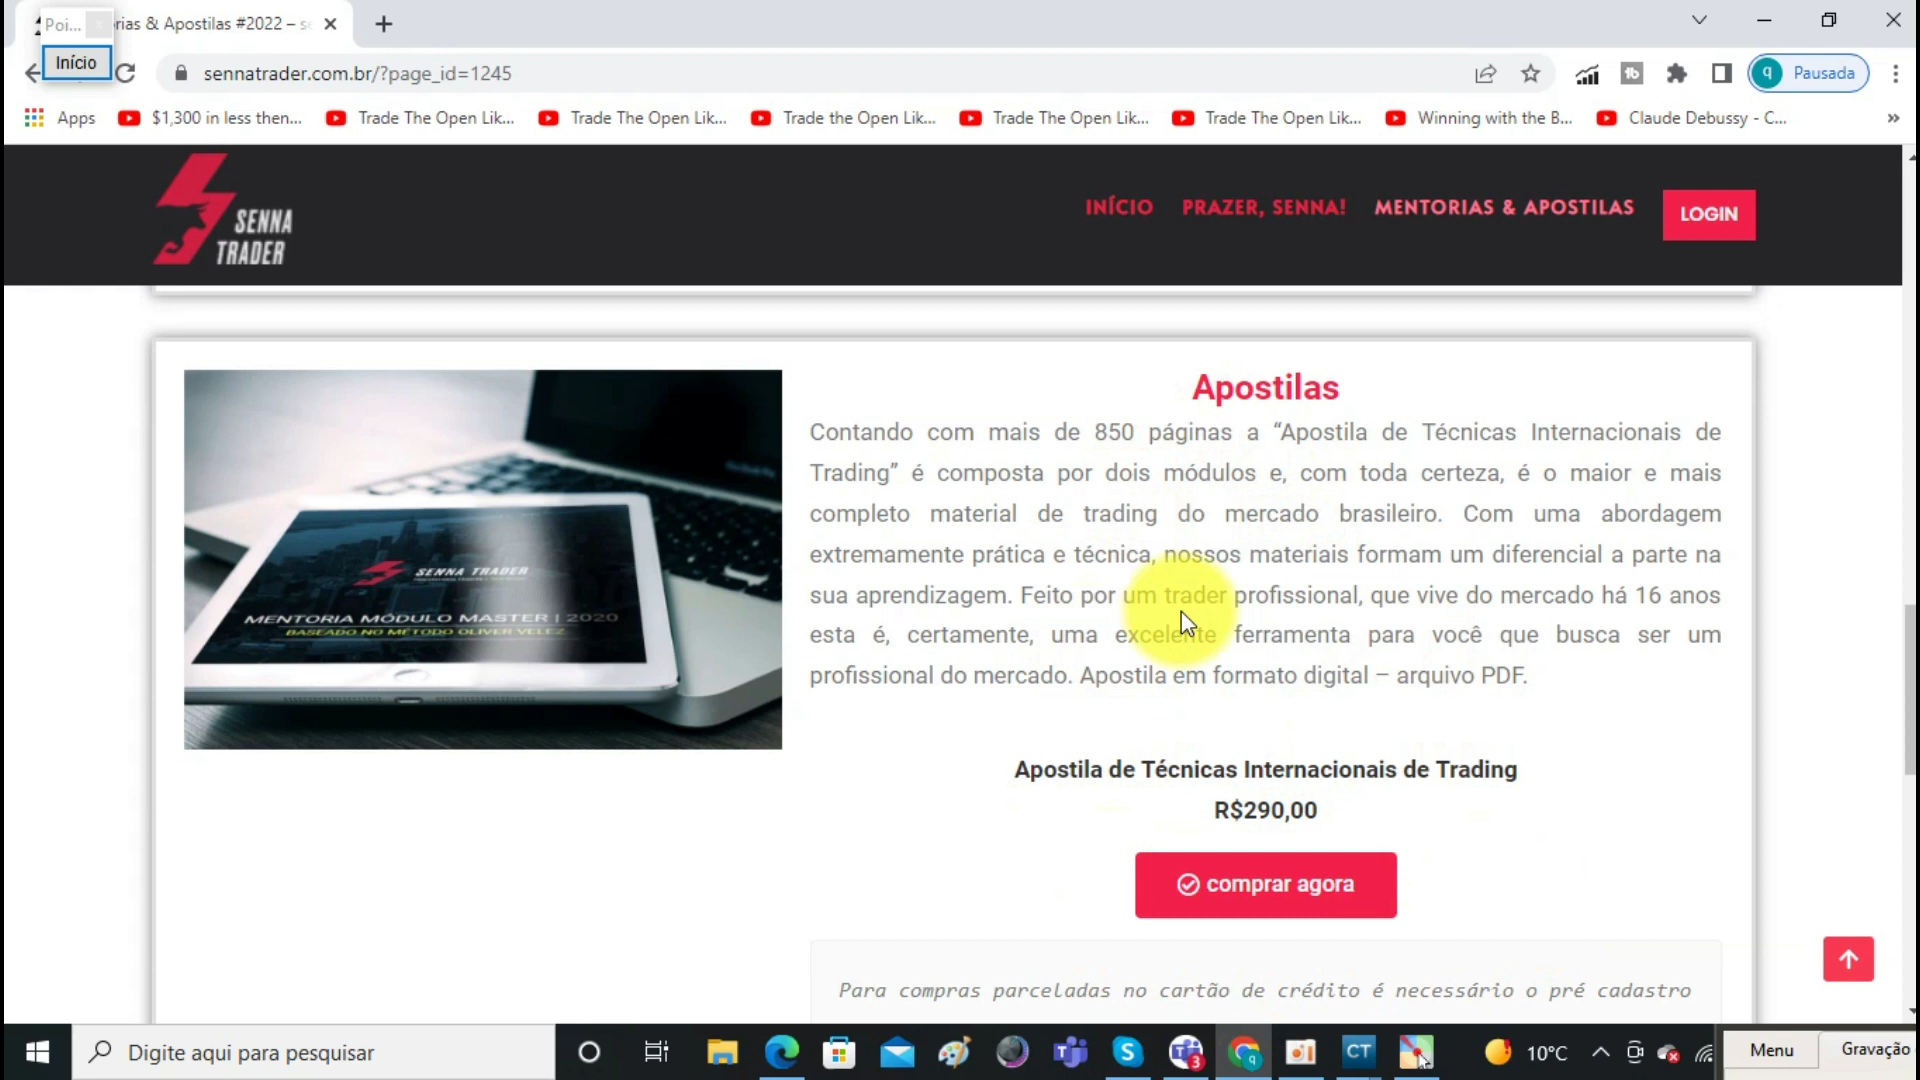 Poi...
rias & Apostilas #2022 – s
Início
sennatrader.com.br/?page_id=1245
q Pausada
Apps
$1,300 in less then...
Trade The Open Lik...
Trade The Open Lik...
Trade the Open Lik...
Trade The Open Lik...
Trade The Open Lik...
Winning with the B...
Claude Debussy - C...
SENNA
TRADER
INÍCIO
PRAZER, SENNA!
MENTORIAS & APOSTILAS
LOGIN
SENNA TRADER
MENTORIA MÓDULO MASTER | 2020
BASEADO NO MÉTODO OLIVER VELEZ
Apostilas
Contando com mais de 850 páginas a “Apostila de Técnicas Internacionais de
Trading” é composta por dois módulos e, com toda certeza, é o maior e mais
completo material de trading do mercado brasileiro. Com uma abordagem
extremamente prática e técnica, nossos materiais formam um diferencial a parte na
sua aprendizagem. Feito por um trader profissional, que vive do mercado há 16 anos
esta é, certamente, uma excelente ferramenta para você que busca ser um
profissional do mercado. Apostila em formato digital – arquivo PDF.
Apostila de Técnicas Internacionais de Trading
R$290,00
comprar agora
Para compras parceladas no cartão de crédito é necessário o pré cadastro
Digite aqui para pesquisar
3
q
CT
10°C
Menu
Gravação